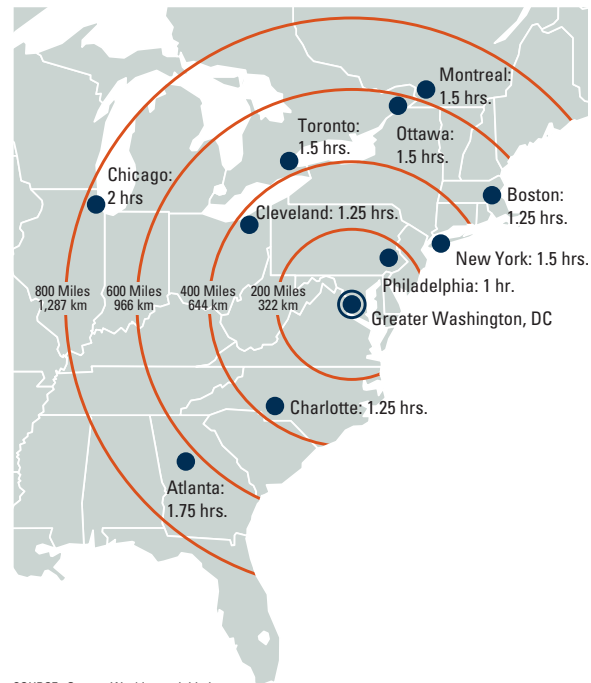 Montreal:
1.5 hrs.
Toronto:
1.5 hrs.
Ottawa:
1.5 hrs.
Chicago:
2 hrs
Boston:
1.25 hrs.
Cleveland: 1.25 hrs.
New York: 1.5 hrs.
Philadelphia: 1 hr.
800 Miles
1,287 km
600 Miles
966 km
400 Miles
644 km
200 Miles
322 km
Greater Washington, DC
Charlotte: 1.25 hrs.
Atlanta:
1.75 hrs.